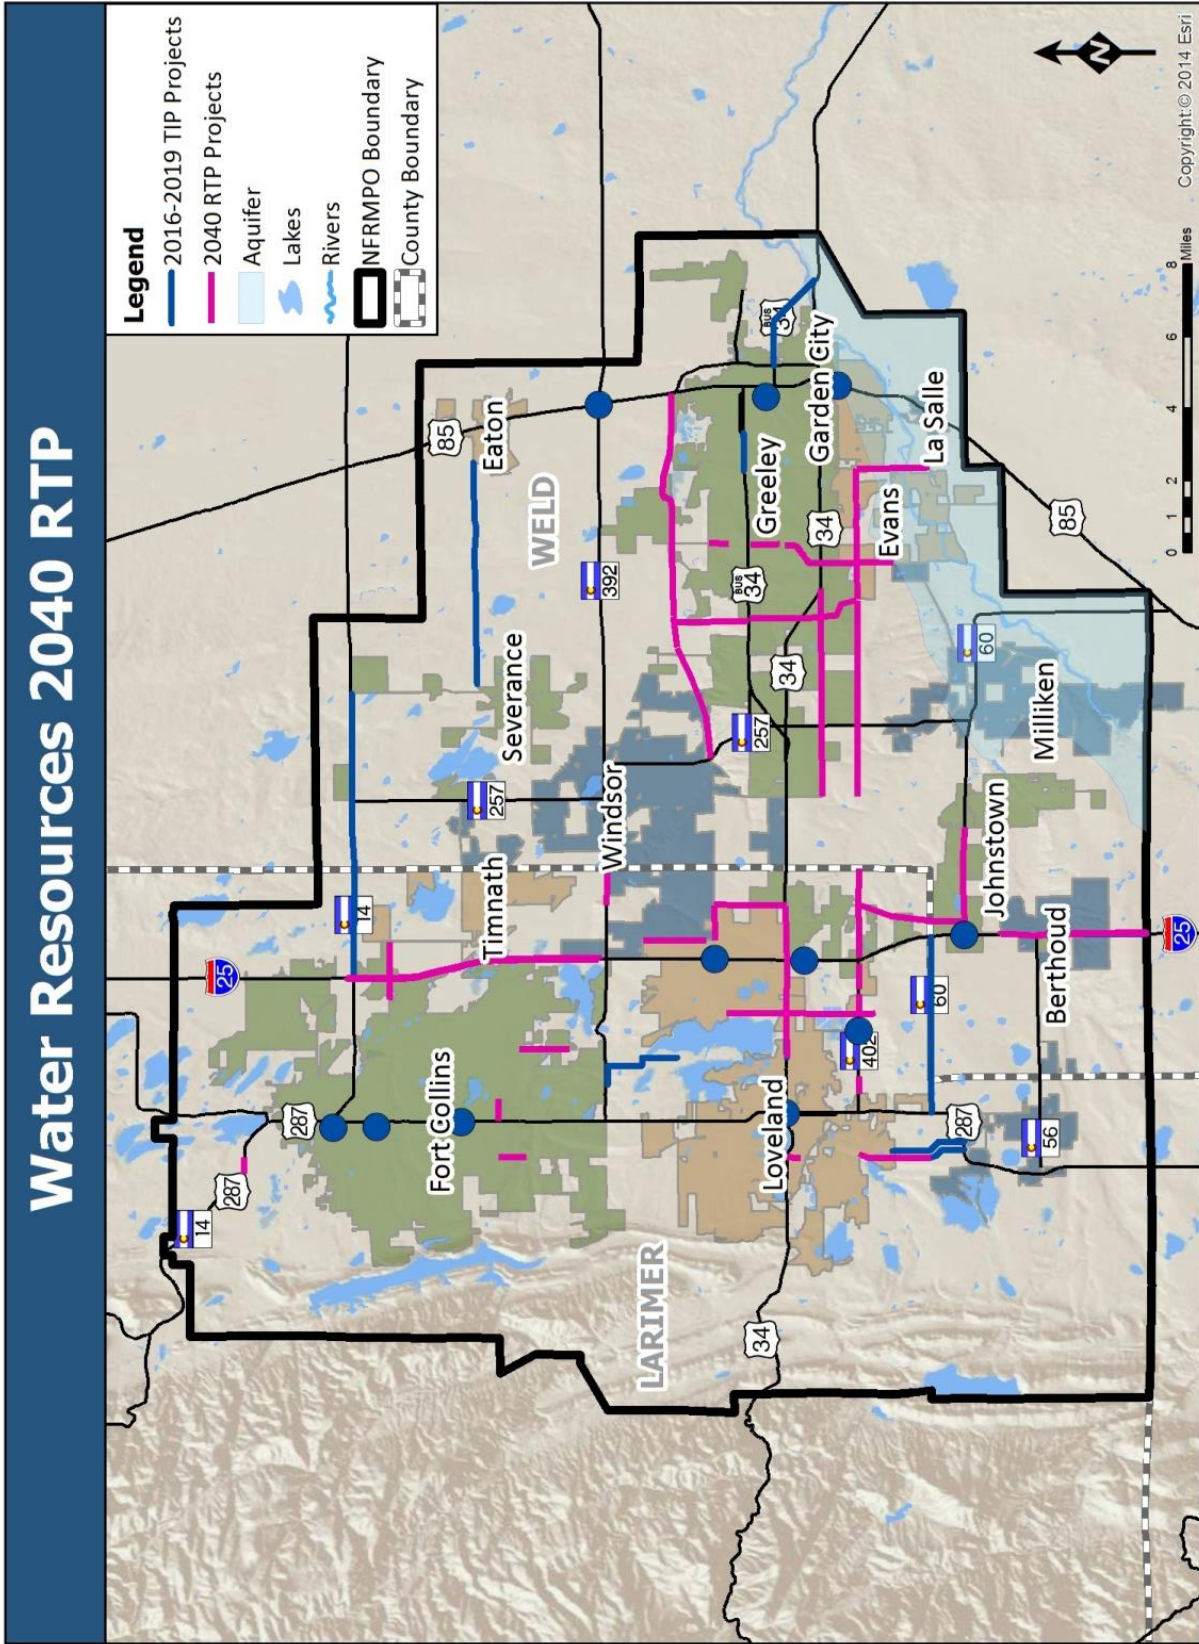 Water Resources 2040 RTP
Legend
2016-2019 TIP Projects
2040 RTP Projects
Aquifer
Lakes
Rivers
NFRMPO Boundary
County Boundary
14
287
25
14
85
Eaton
287
Fort Collins
Timnath
257
Severance
WELD
392
LARIMER
Windsor
257
BUS 34
Greeley
BUS 34
34
Loveland
34
34
Garden City
402
Evans
La Salle
287
60
60
56
Berthoud
Johnstown
Milliken
85
25
N
0 1 2 4 6 8
Miles
Copyright:© 2014 Esri